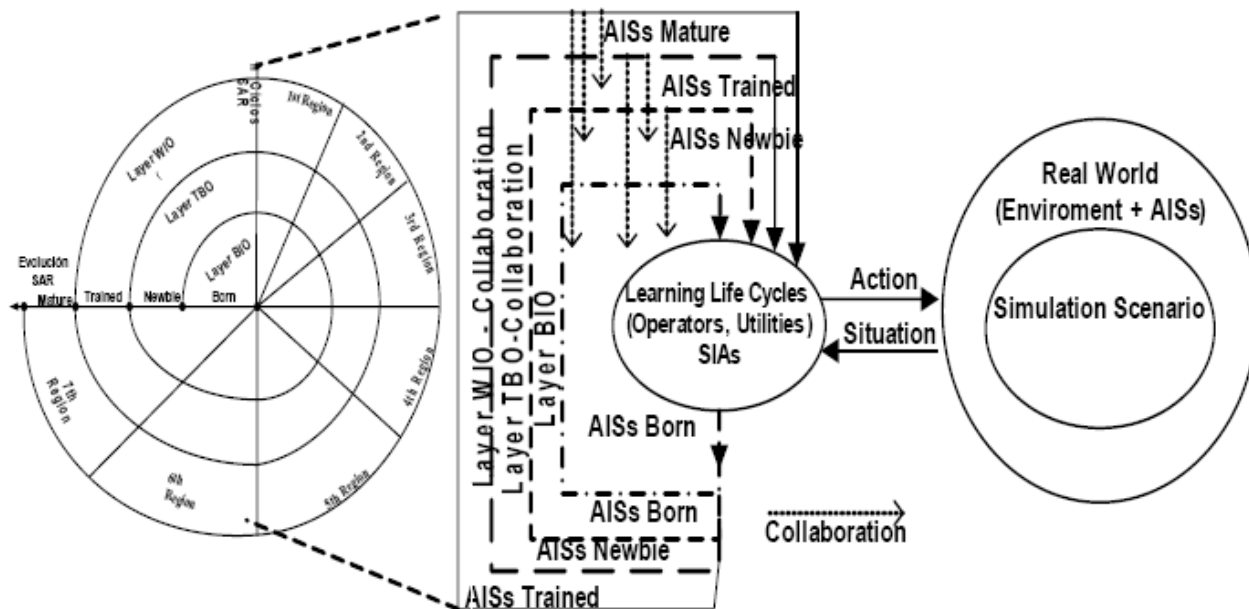 Ciclos
SAR
1st Region
2nd Region
3rd Region
4th Region
5th Region
6th
Region
7th
Region
Layer WIO
Layer TBO
Layer BIO
Evolución
SAR
Mature
Trained
Newbie
Born
AISs Mature
AISs Trained
AISs Newbie
Layer WIO - Collaboration
Layer TBO-Collaboration
Layer BIO
Learning Life Cycles
(Operators, Utilities)
SIAs
AISs Born
AISs Born
AISs Newbie
AISs Trained
Action
Situation
Collaboration
Real World
(Enviroment + AISs)
Simulation Scenario